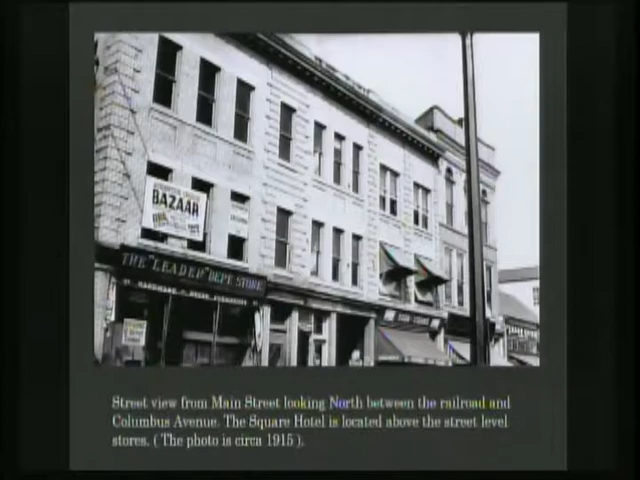 BAZAAR
THE "LEADER" DEPT. STORE
Street view from Main Street looking North between the railroad and
Columbus Avenue. The Square Hotel is located above the street level
stores. ( The photo is circa 1915 ).